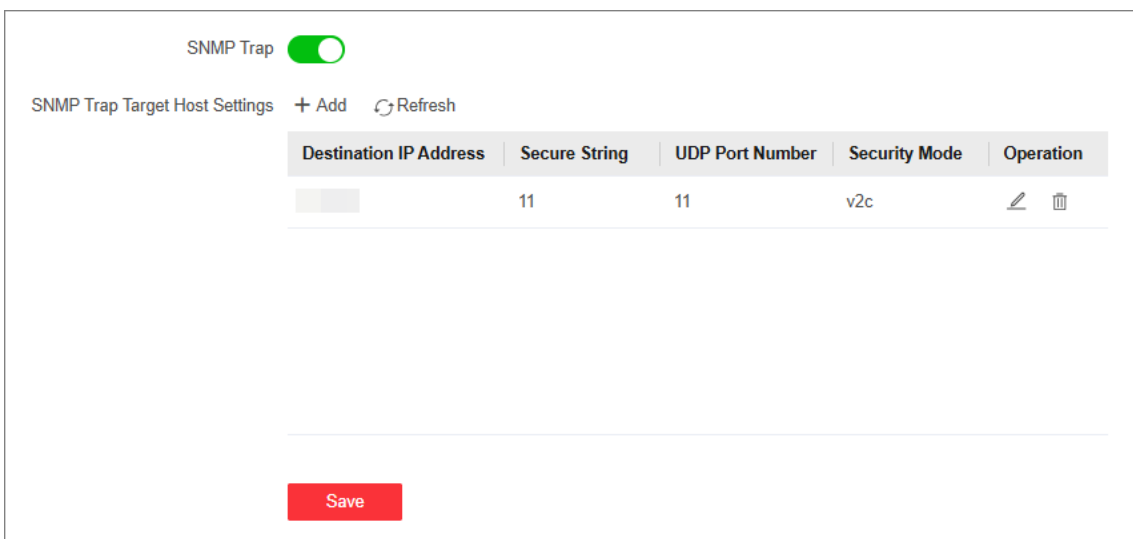 SNMP Trap
SNMP Trap Target Host Settings + Add Refresh
Destination IP Address Secure String UDP Port Number Security Mode Operation
11 11 v2c
Save